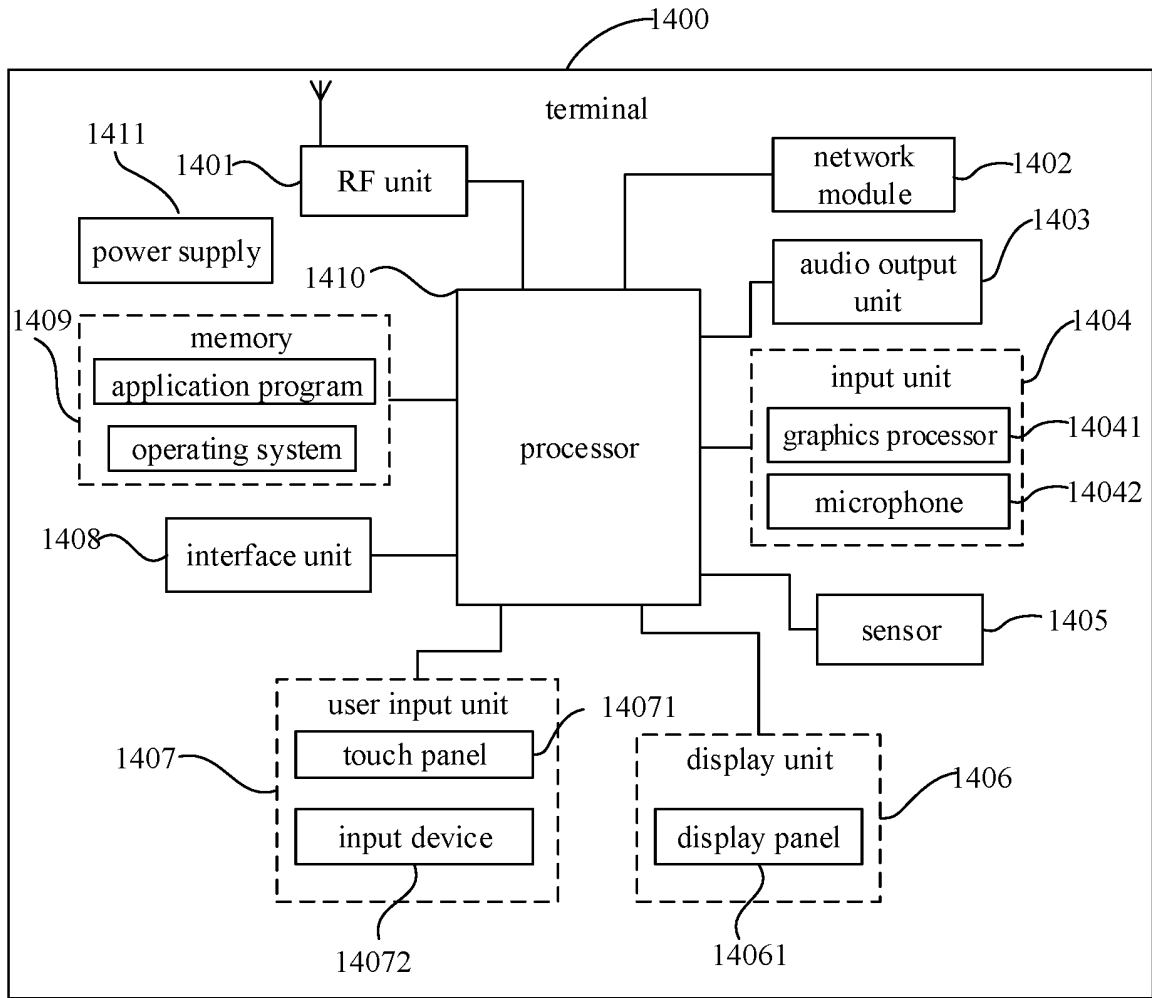 1400
terminal
1411
1401
RF unit
network
module
1402
power supply
1403
audio output
unit
1410
1409
memory
application program
operating system
1404
input unit
graphics processor
14041
microphone
14042
processor
1408
interface unit
sensor
1405
user input unit
14071
touch panel
1407
input device
14072
display unit
1406
display panel
14061